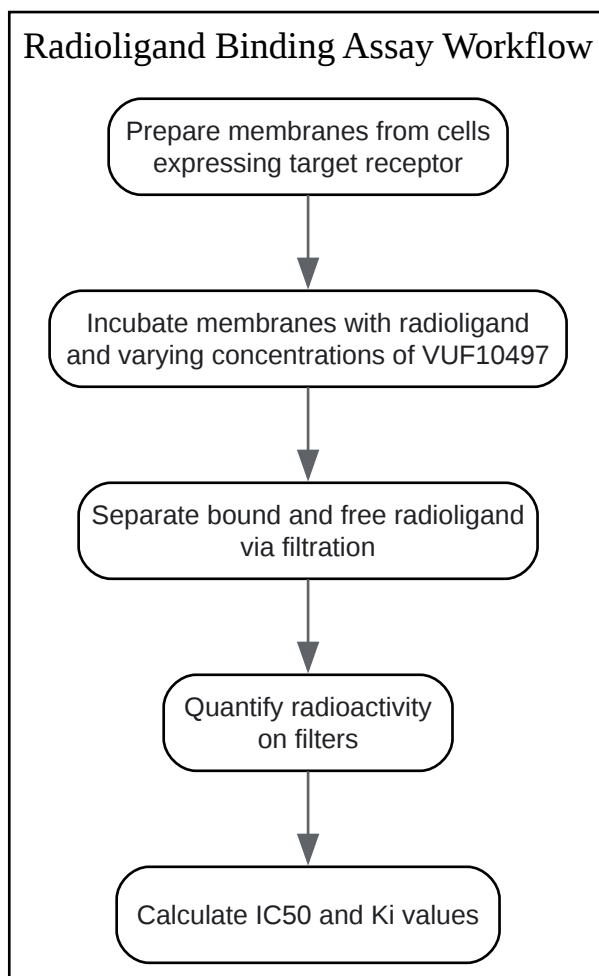 Radioligand Binding Assay Workflow
Prepare membranes from cells
expressing target receptor
Incubate membranes with radioligand
and varying concentrations of VUF10497
Separate bound and free radioligand
via filtration
Quantify radioactivity
on filters
Calculate IC50 and Ki values